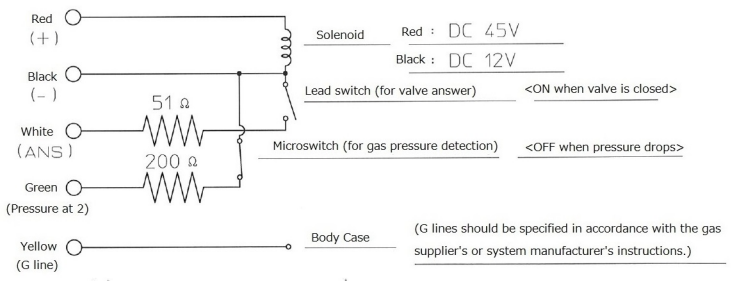 Red
(+)
Solenoid
Red : DC 45V
Black : DC 12V
Black
(-)
Lead switch (for valve answer)
<ON when valve is closed>
51 Ω
White
(ANS)
Microswitch (for gas pressure detection)
<OFF when pressure drops>
200 Ω
Green
(Pressure at 2)
Yellow
(G line)
Body Case
(G lines should be specified in accordance with the gas
supplier's or system manufacturer's instructions.)